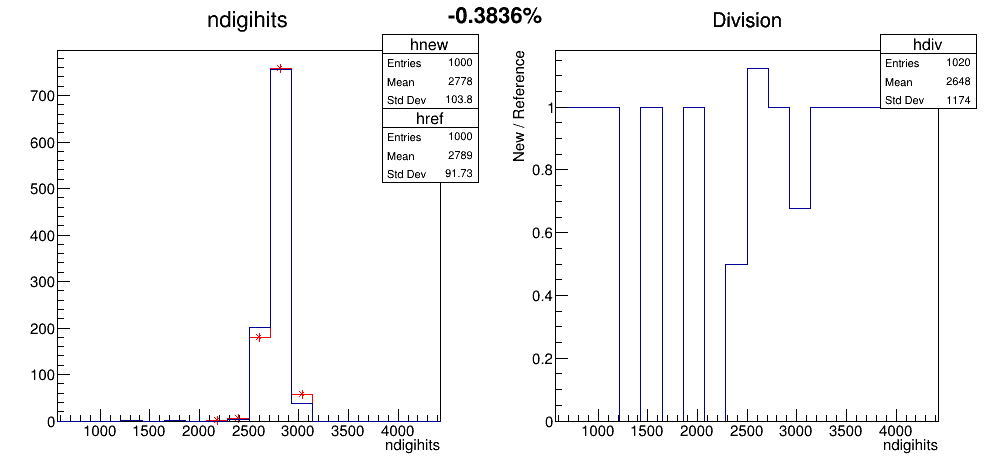 -0.3836%
ndigihits
hnew
Entries 1000
Mean 2778
Std Dev 103.8
href
Entries 1000
Mean 2789
Std Dev 91.73
700
600
500
400
300
200
100
0
1000 1500 2000 2500 3000 3500 4000
ndigihits
Division
hdiv
Entries 1020
Mean 2648
Std Dev 1174
New / Reference
1
0.8
0.6
0.4
0.2
0
1000 1500 2000 2500 3000 3500 4000
ndigihits